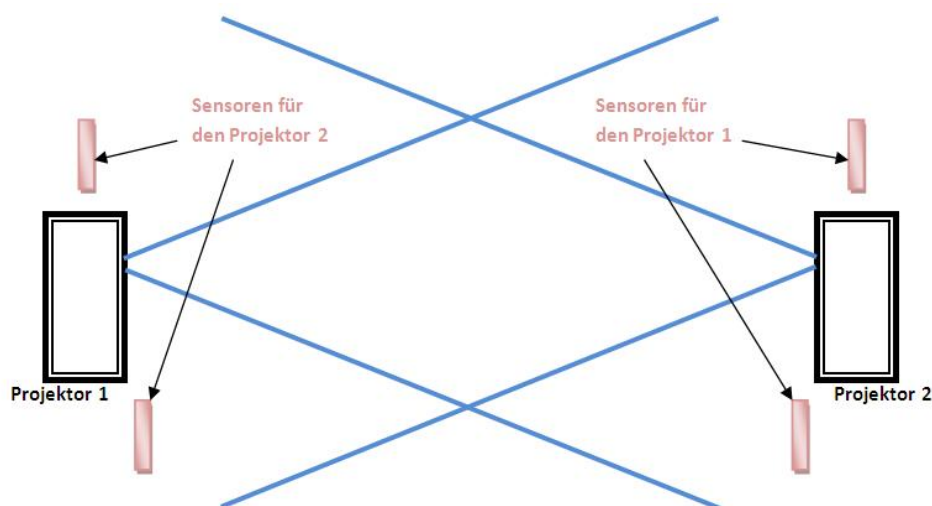 Sensoren für
den Projektor 2
Sensoren für
den Projektor 1
Projektor 1
Projektor 2